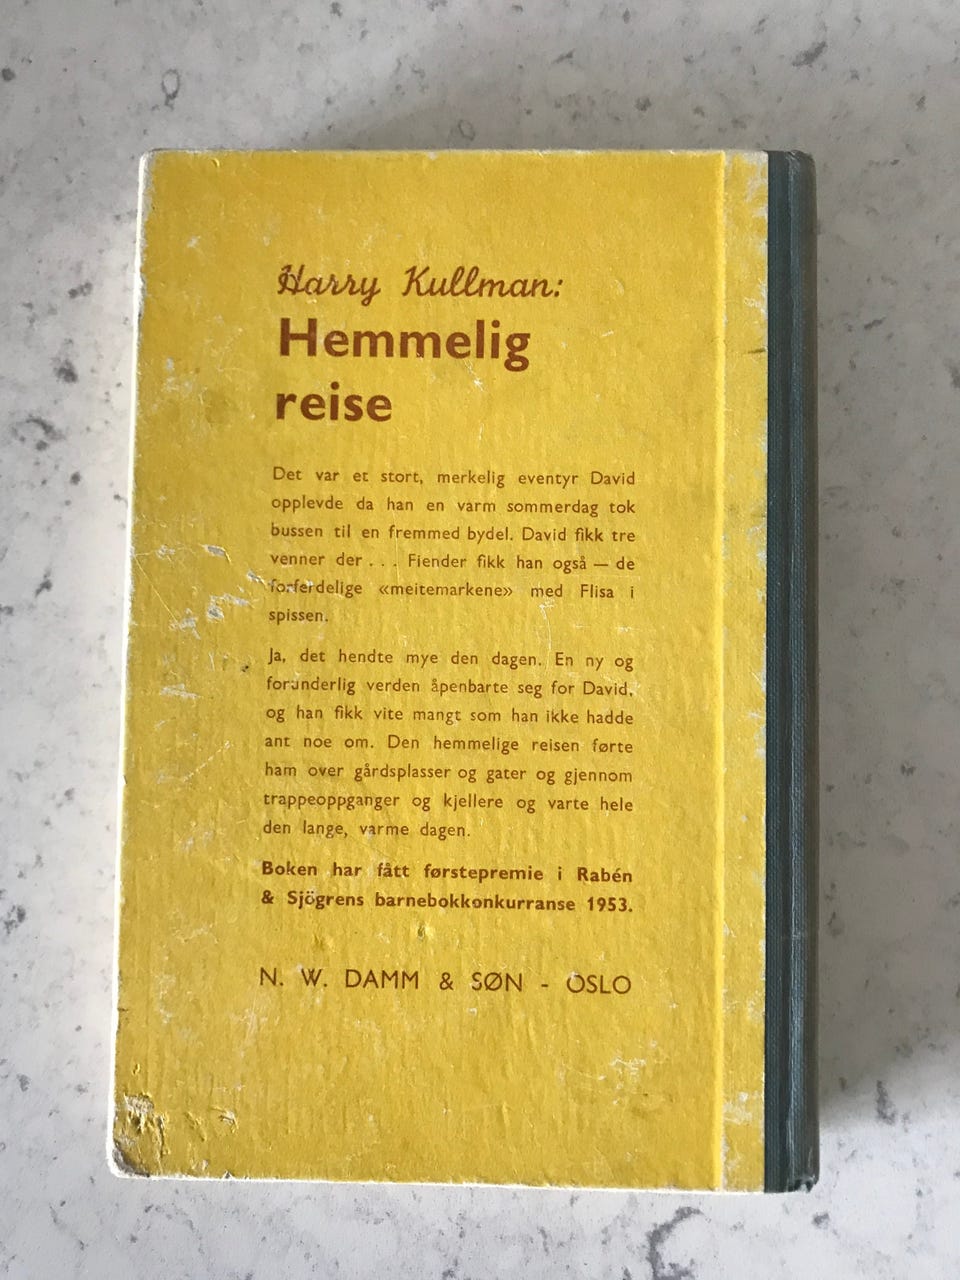 Harry Kullman:
Hemmelig
reise
Det var et stort, merkelig eventyr David
opplevde da han en varm sommerdag tok
bussen til en fremmed bydel. David fikk tre
venner der . . . Fiender fikk han også — de
forferdelige «meitemarkene» med Flisa i
spissen.
Ja, det hendte mye den dagen. En ny og
forunderlig verden åpenbarte seg for David,
og han fikk vite mangt som han ikke hadde
ant noe om. Den hemmelige reisen førte
ham over gårdsplasser og gater og gjennom
trappeoppganger og kjellere og varte hele
den lange, varme dagen.
Boken har fått førstepremie i Rabén
& Sjögrens barnebokkonkurranse 1953.
N. W. DAMM & SØN - OSLO